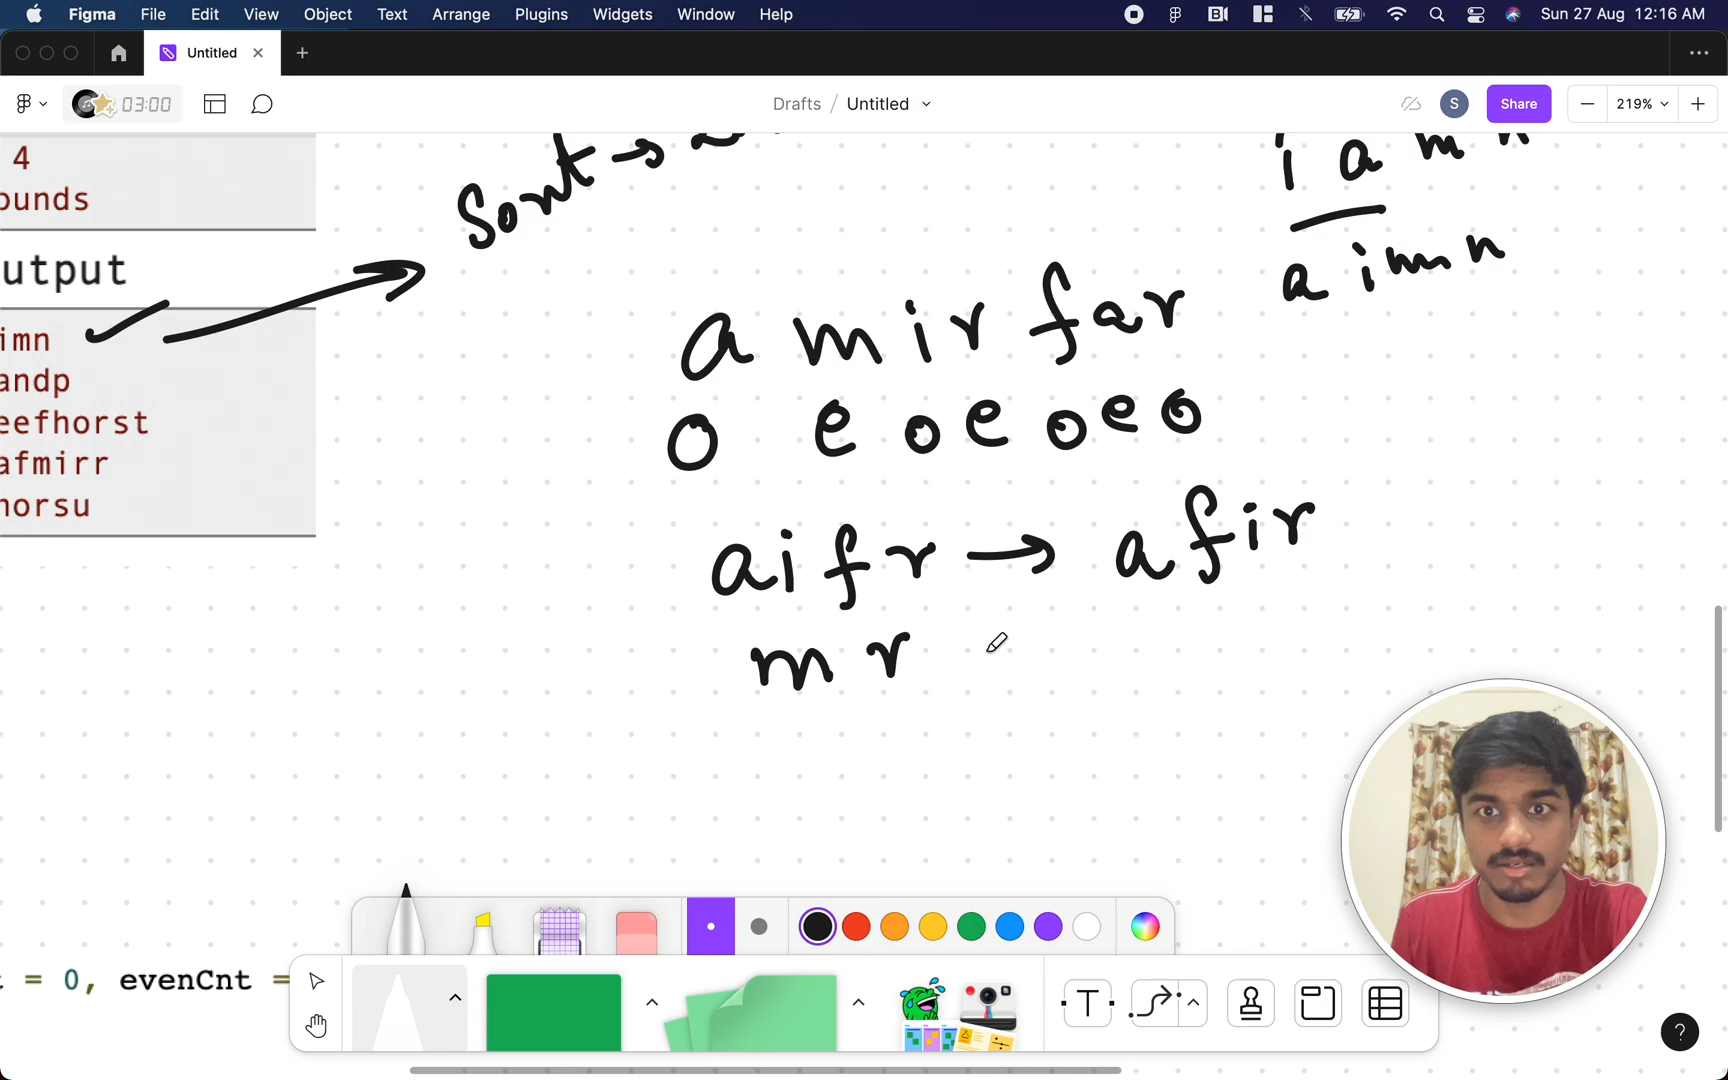 Figma File Edit View Object Text Arrange Plugins Widgets Window Help Sun 27 Aug 12:16 AM
Untitled
03:00 Drafts / Untitled S Share 219%
4
ounds
utput
imn
andp
eefhorst
afmirr
horsu
Sort →
i a m n
a i m n
a m i r f a r
o e o e o e o
a i f r → a f i r
m r
= 0, evenCnt =
T
?